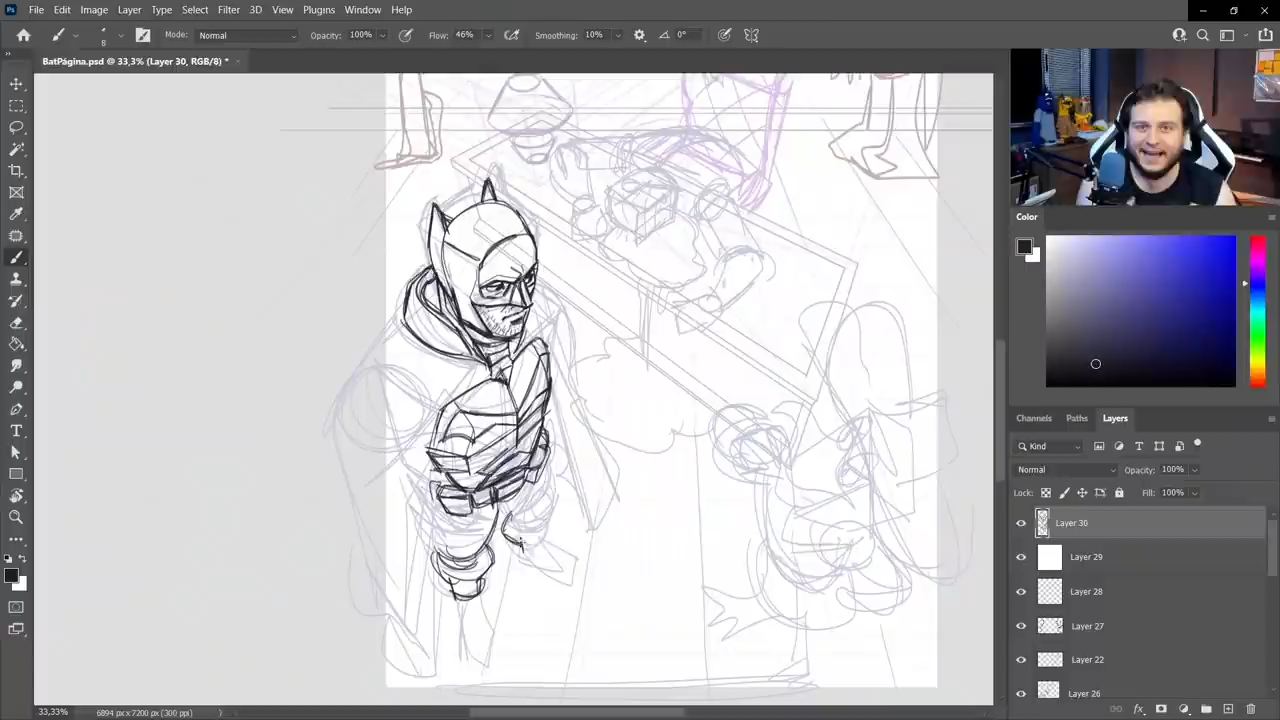 Ps File Edit Image Layer Type Select Filter 3D View Plugins Window Help
8 Mode: Normal Opacity: 100% Flow: 46% Smoothing: 10% 0°
BatPágina.psd @ 33,3% (Layer 30, RGB/8) *
Color
Channels Paths Layers
Kind
Normal Opacity: 100%
Lock: Fill: 100%
Layer 30
Layer 29
Layer 28
Layer 27
Layer 22
Layer 26
33,33% 6894 px x 7200 px (300 ppi)